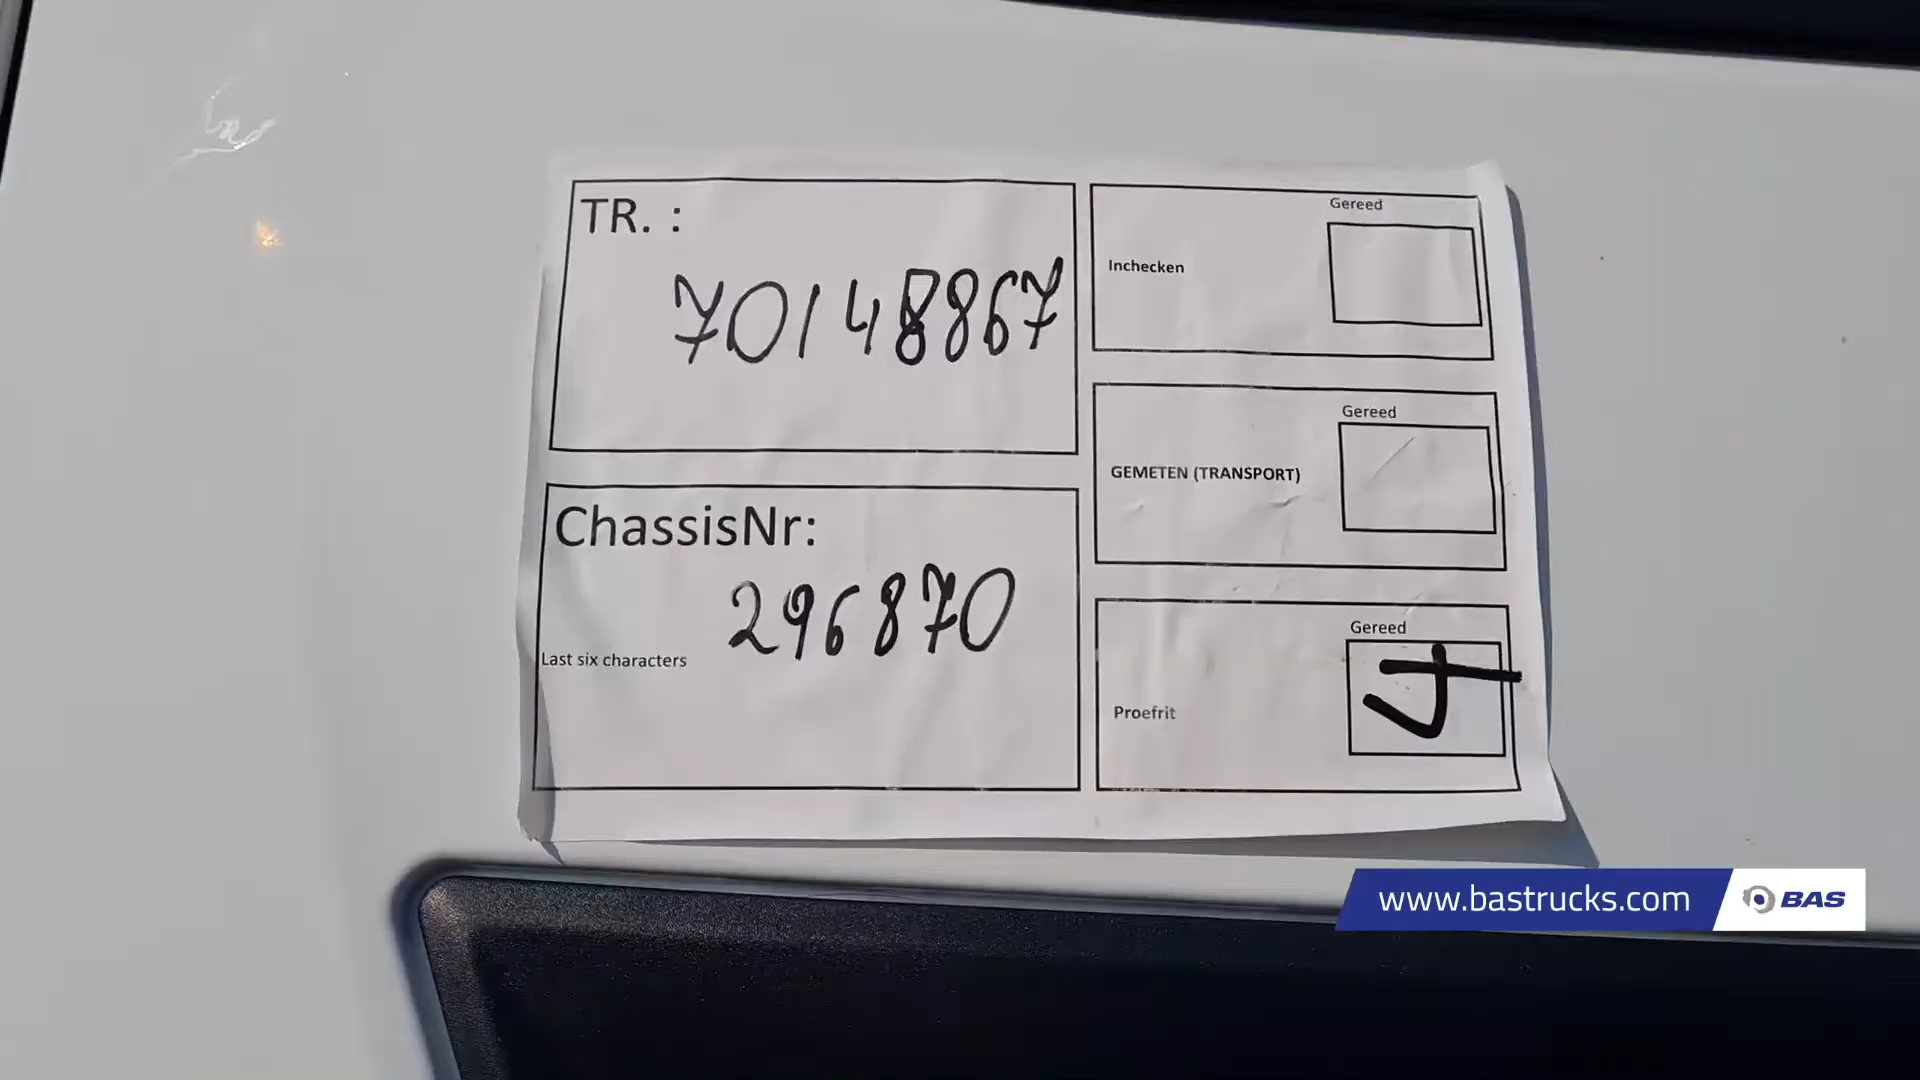 TR. :
70148867
ChassisNr:
296870
Last six characters
Gereed
Inchecken
Gereed
GEMETEN (TRANSPORT)
Gereed
Proefrit
www.bastrucks.com
BAS